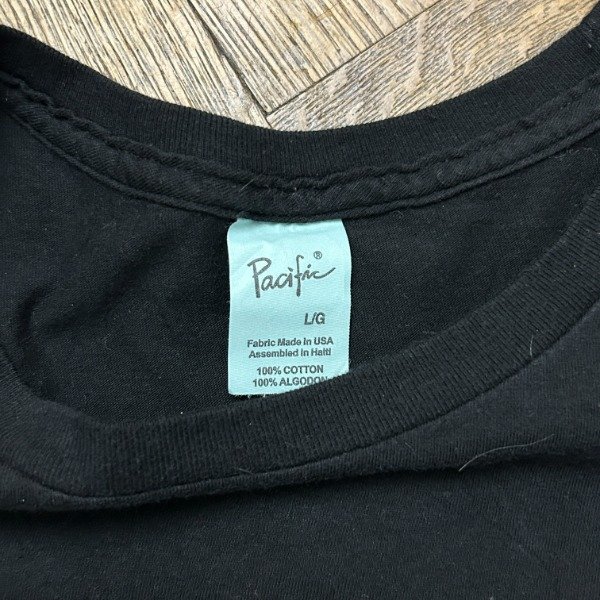 Pacific®
L/G
Fabric Made in USA
Assembled in Haiti
100% COTTON
100% ALGODON